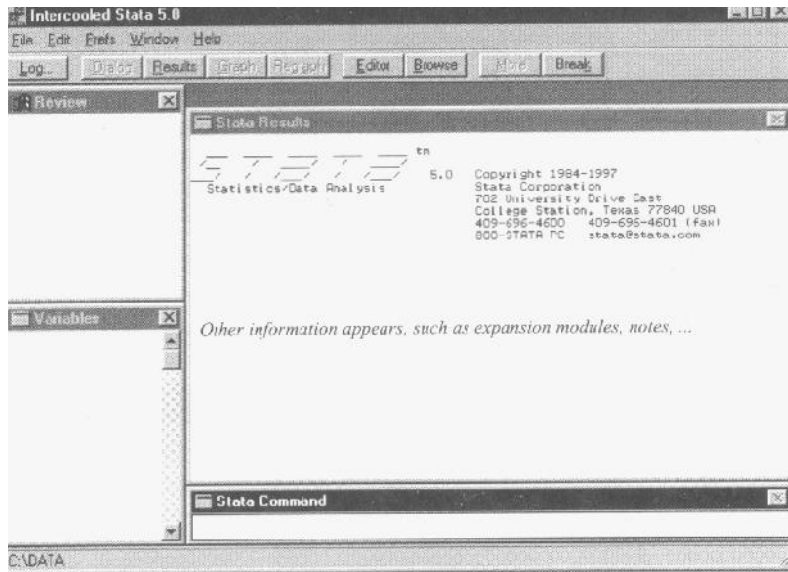 Intercooled Stata 5.0
File Edit Prefs Window Help
Log... Dialog Results Graph Regraph Editor Browse More Break
Review
Stata Results
STATA tm
Statistics/Data Analysis
5.0 Copyright 1984-1997
Stata Corporation
702 University Drive East
College Station, Texas 77840 USA
409-696-4600 409-696-4601 (fax)
800-STATA-PC stata@stata.com
Variables
Other information appears, such as expansion modules, notes, ...
Stata Command
C:\DATA